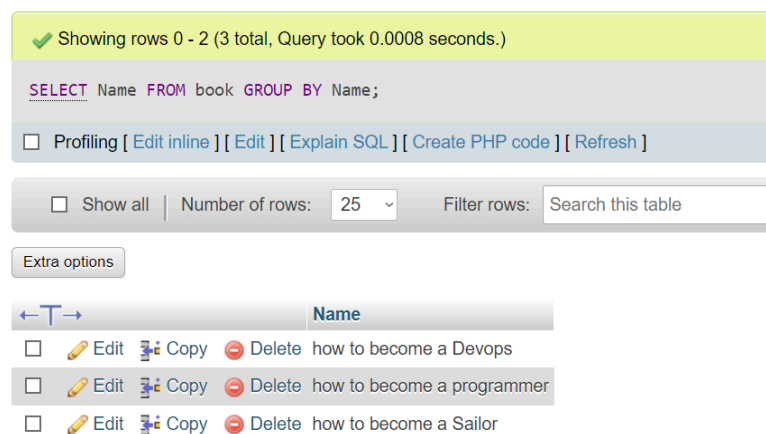 Showing rows 0 - 2 (3 total, Query took 0.0008 seconds.)
SELECT Name FROM book GROUP BY Name;
Profiling [ Edit inline ] [ Edit ] [ Explain SQL ] [ Create PHP code ] [ Refresh ]
Show all | Number of rows: 25 Filter rows: Search this table
Extra options
←T→ Name
Edit Copy Delete how to become a Devops
Edit Copy Delete how to become a programmer
Edit Copy Delete how to become a Sailor